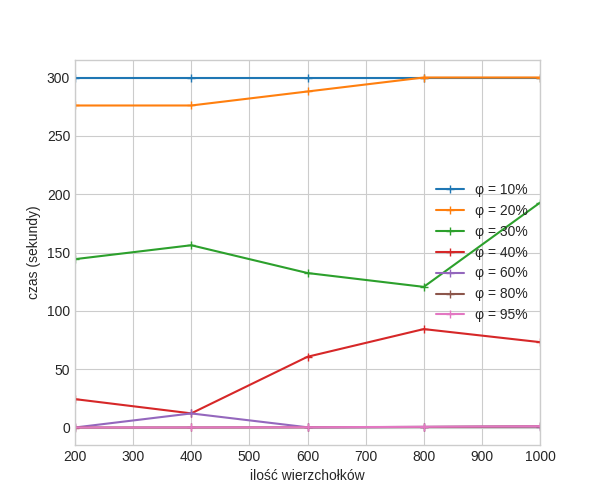 300
250
200
150
100
50
0
czas (sekundy)
φ = 10%
φ = 20%
φ = 30%
φ = 40%
φ = 60%
φ = 80%
φ = 95%
200 300 400 500 600 700 800 900 1000
ilość wierzchołków